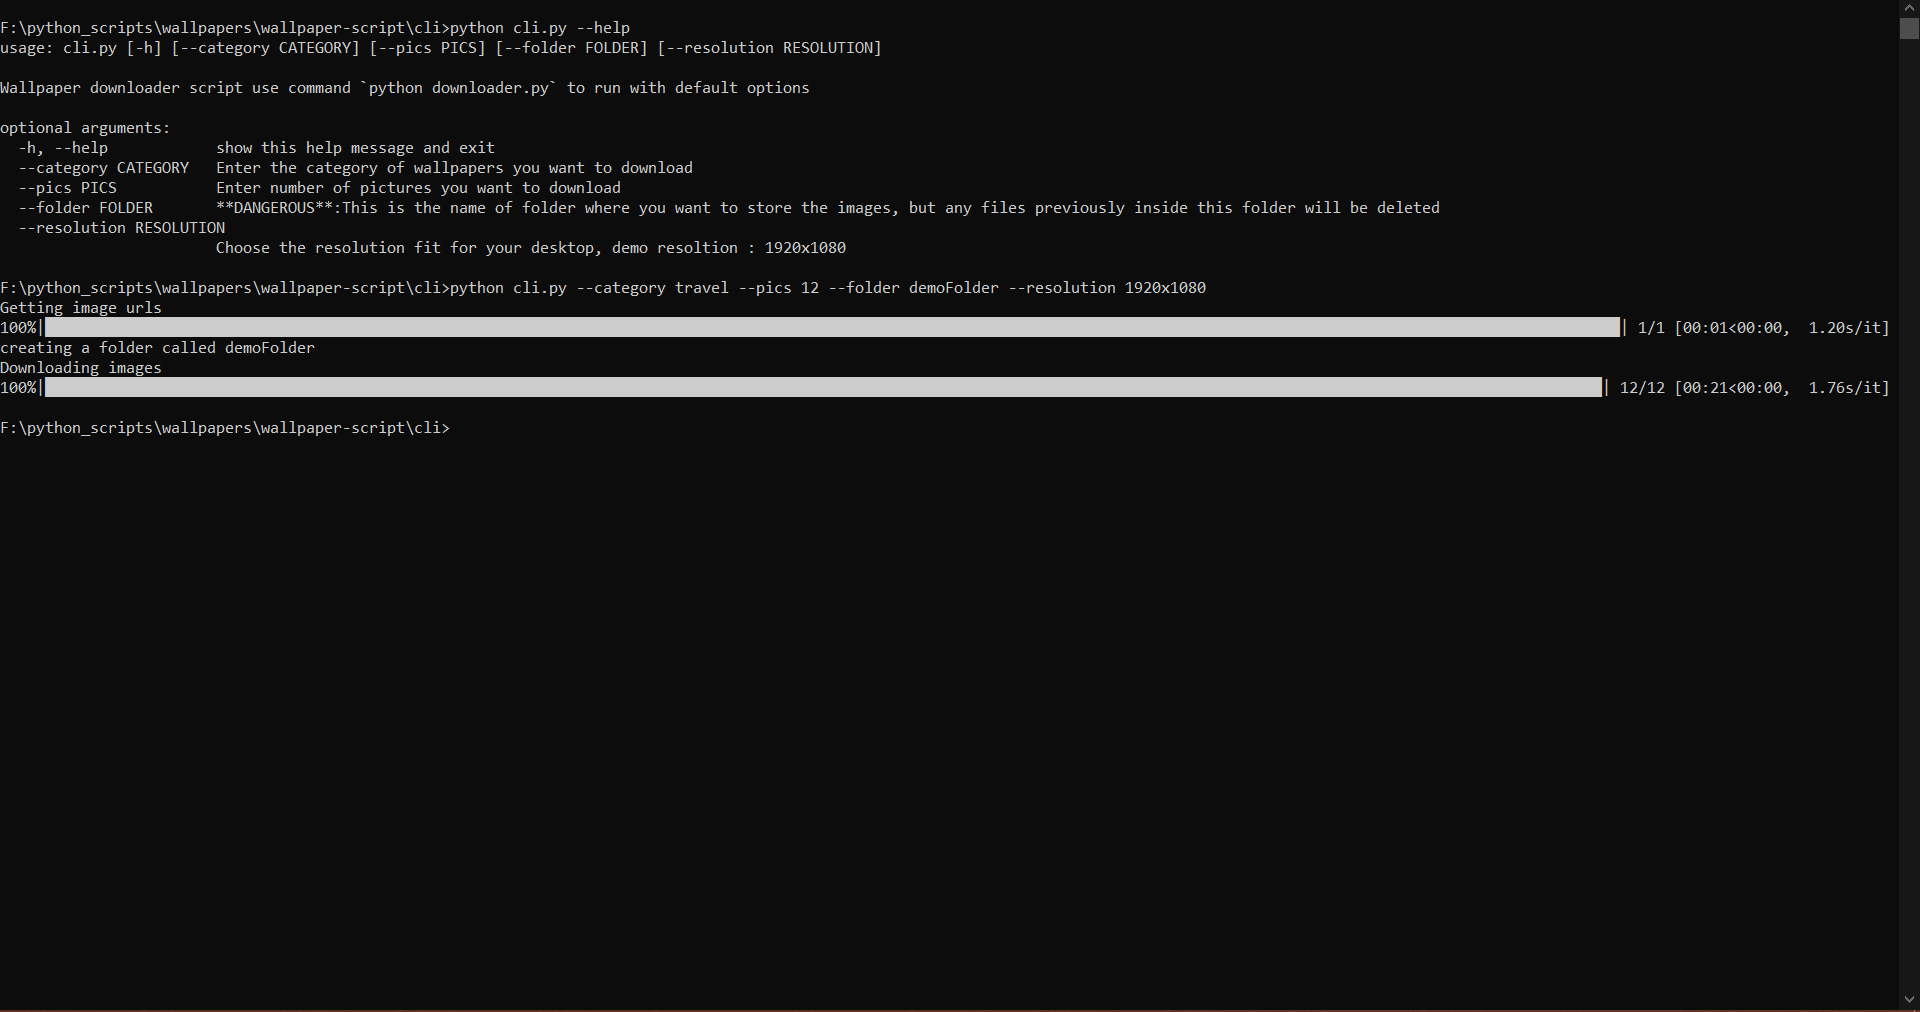 F:\python_scripts\wallpapers\wallpaper-script\cli>python cli.py --help
usage: cli.py [-h] [--category CATEGORY] [--pics PICS] [--folder FOLDER] [--resolution RESOLUTION]
Wallpaper downloader script use command `python downloader.py` to run with default options
optional arguments:
  -h, --help            show this help message and exit
  --category CATEGORY   Enter the category of wallpapers you want to download
  --pics PICS           Enter number of pictures you want to download
  --folder FOLDER       **DANGEROUS**:This is the name of folder where you want to store the images, but any files previously inside this folder will be deleted
  --resolution RESOLUTION
                        Choose the resolution fit for your desktop, demo resoltion : 1920x1080
F:\python_scripts\wallpapers\wallpaper-script\cli>python cli.py --category travel --pics 12 --folder demoFolder --resolution 1920x1080
Getting image urls
100%| | 1/1 [00:01<00:00,  1.20s/it]
creating a folder called demoFolder
Downloading images
100%| | 12/12 [00:21<00:00,  1.76s/it]
F:\python_scripts\wallpapers\wallpaper-script\cli>